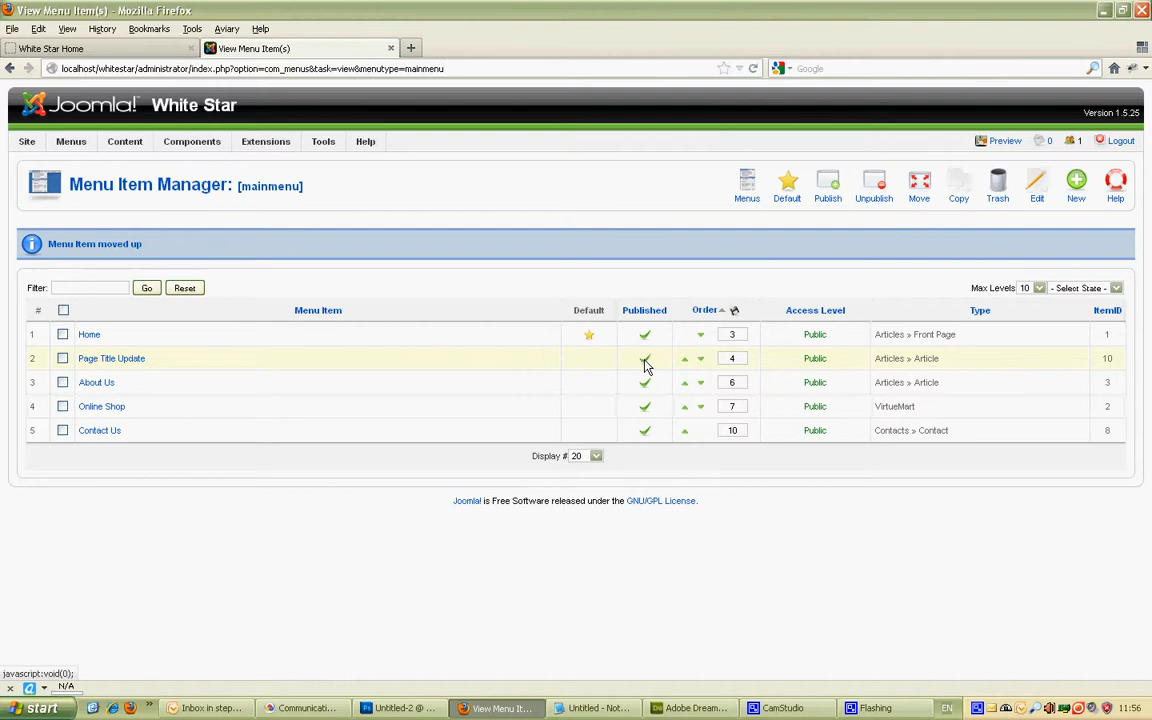 View Menu Item(s) - Mozilla Firefox
File Edit View History Bookmarks Tools Aviary Help
White Star Home View Menu Item(s)
localhost/whitestar/administrator/index.php?option=com_menus&task=view&menutype=mainmenu Google
Joomla! White Star
Version 1.5.25
Site Menus Content Components Extensions Tools Help Preview 0 1 Logout
Menu Item Manager: [mainmenu]
Menus Default Publish Unpublish Move Copy Trash Edit New Help
Menu Item moved up
Filter: Go Reset Max Levels 10 - Select State -
# Menu Item Default Published Order Access Level Type ItemID
1 Home 3 Public Articles » Front Page 1
2 Page Title Update 4 Public Articles » Article 10
3 About Us 6 Public Articles » Article 3
4 Online Shop 7 Public VirtueMart 2
5 Contact Us 10 Public Contacts » Contact 8
Display # 20
Joomla! is Free Software released under the GNU/GPL License.
javascript:void(0);
N/A
start Inbox in step... Communicati... Untitled-2 @ ... View Menu It... Untitled - Not... Adobe Dream... CamStudio Flashing EN 11:56